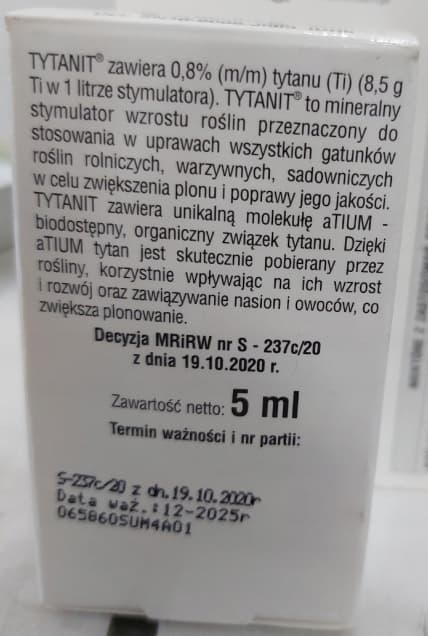 TYTANIT® zawiera 0,8% (m/m) tytanu (Ti) (8,5 g
Ti w 1 litrze stymulatora). TYTANIT® to mineralny
stymulator wzrostu roślin przeznaczony do
stosowania w uprawach wszystkich gatunków
roślin rolniczych, warzywnych, sadowniczych
w celu zwiększenia plonu i poprawy jego jakości.
TYTANIT zawiera unikalną molekułę aTIUM -
biodostępny, organiczny związek tytanu. Dzięki
aTIUM tytan jest skutecznie pobierany przez
rośliny, korzystnie wpływając na ich wzrost
i rozwój oraz zawiązywanie nasion i owoców, co
zwiększa plonowanie.
Decyzja MRiRW nr S - 237c/20
z dnia 19.10.2020 r.
Zawartość netto: 5 ml
Termin ważności i nr partii:
S-237c/20 z dn.19.10.2020r
Data waż.:12-2025r
065860SUM4A01